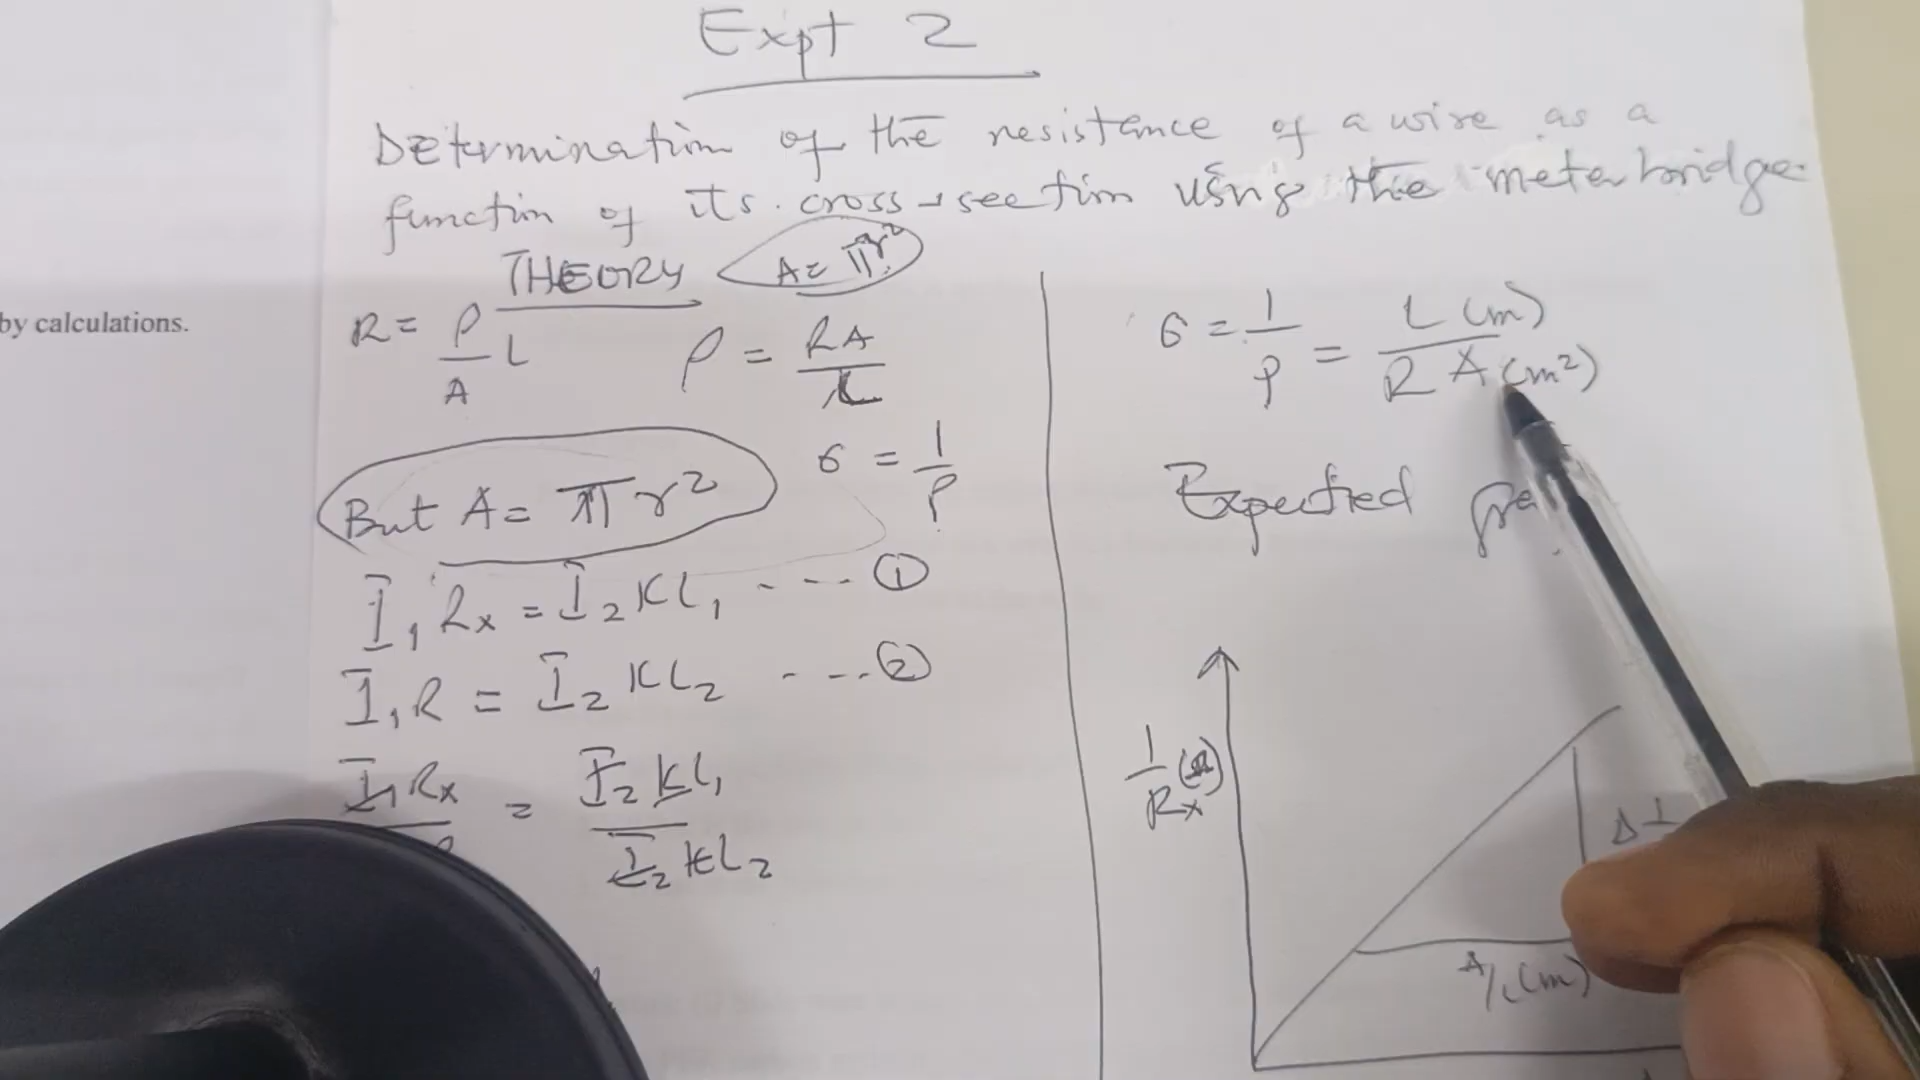 Expt 2
Determination of the resistance of a wire as a
function of its cross-section using the meter bridge.
by calculations.
THEORY
A = πr²
R = ρ/A L
ρ = RA/L
σ = 1/ρ
But A = πr²
I₁Rx = I₂KL₁ ---- ①
I₁R = I₂KL₂ ---- ②
I₁Rx = I₂KL₁/I₂KL₂
σ = 1/ρ = L(m)/RA(m²)
Expected
1/Rx (Ω)
Δ 1
A/L(m)